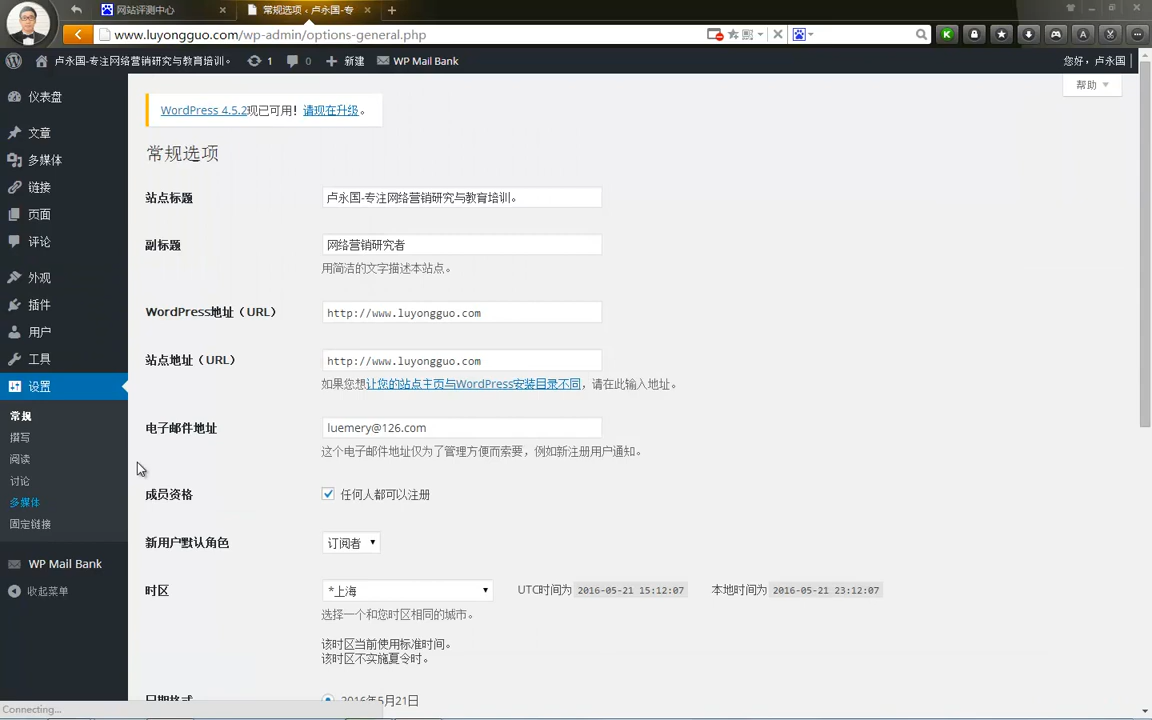 网站评测中心
常规选项 ‹ 卢永国-专
www.luyongguo.com/wp-admin/options-general.php
卢永国-专注网络营销研究与教育培训。
1
0
新建
WP Mail Bank
您好，卢永国
仪表盘
文章
多媒体
链接
页面
评论
外观
插件
用户
工具
设置
常规
撰写
阅读
讨论
多媒体
固定链接
WP Mail Bank
收起菜单
帮助
WordPress 4.5.2现已可用！请现在升级。
常规选项
站点标题
卢永国-专注网络营销研究与教育培训。
副标题
网络营销研究者
用简洁的文字描述本站点。
WordPress地址（URL）
http://www.luyongguo.com
站点地址（URL）
http://www.luyongguo.com
如果您想让您的站点主页与WordPress安装目录不同，请在此输入地址。
电子邮件地址
luemery@126.com
这个电子邮件地址仅为了管理方便而索要，例如新注册用户通知。
成员资格
任何人都可以注册
新用户默认角色
订阅者
时区
*上海
UTC时间为 2016-05-21 15:12:07
本地时间为 2016-05-21 23:12:07
选择一个和您时区相同的城市。
该时区当前使用标准时间。
该时区不实施夏令时。
日期格式
2016年5月21日
Connecting...